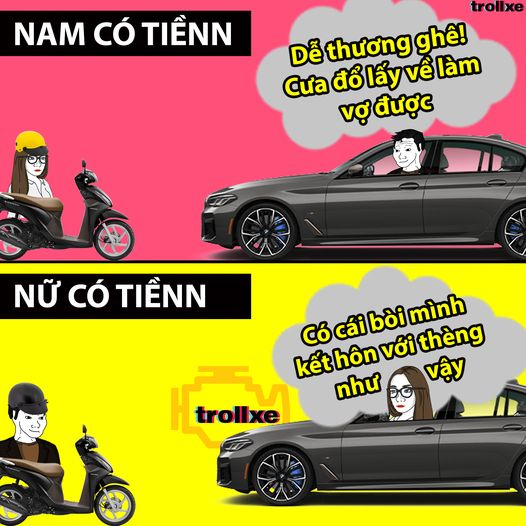 trollxe
NAM CÓ TIỀNN
Dễ thương ghê!
Cưa đổ lấy về làm
vợ được
NỮ CÓ TIỀNN
Có cái bòi mình
kết hôn với thèng
như vậy
trollxe